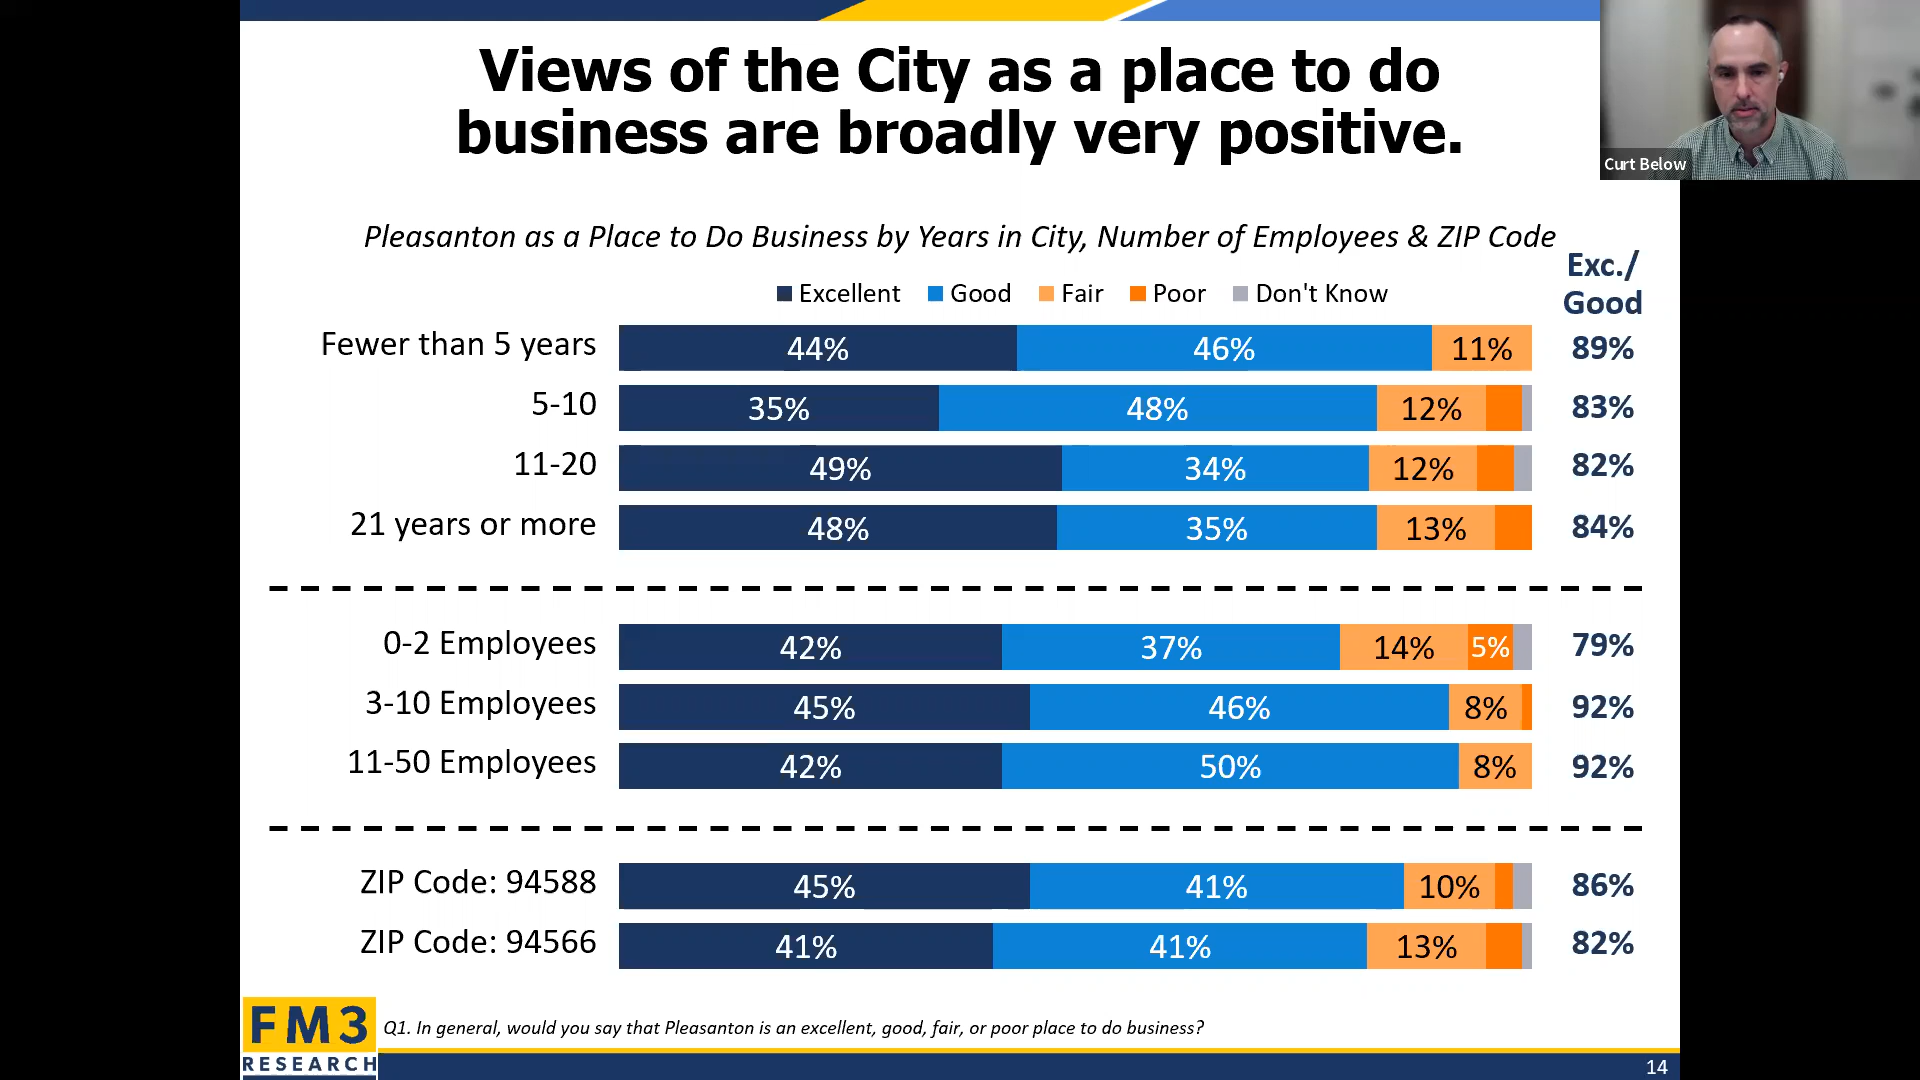 Views of the City as a place to do
business are broadly very positive.
Curt Below
Pleasanton as a Place to Do Business by Years in City, Number of Employees & ZIP Code
Exc./
Good
Excellent Good Fair Poor Don't Know
Fewer than 5 years 44% 46% 11% 89%
5-10 35% 48% 12% 83%
11-20 49% 34% 12% 82%
21 years or more 48% 35% 13% 84%
0-2 Employees 42% 37% 14% 5% 79%
3-10 Employees 45% 46% 8% 92%
11-50 Employees 42% 50% 8% 92%
ZIP Code: 94588 45% 41% 10% 86%
ZIP Code: 94566 41% 41% 13% 82%
FM3
RESEARCH
Q1. In general, would you say that Pleasanton is an excellent, good, fair, or poor place to do business?
14